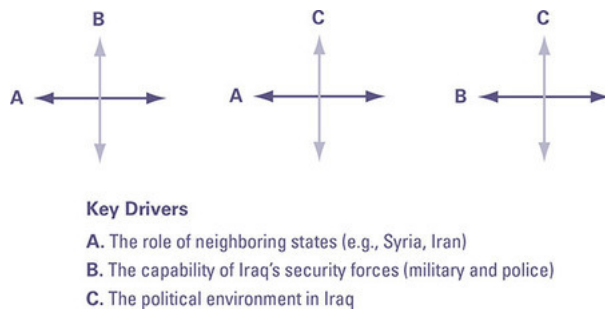 B
C
C
A
A
B
Key Drivers
A. The role of neighboring states (e.g., Syria, Iran)
B. The capability of Iraq's security forces (military and police)
C. The political environment in Iraq